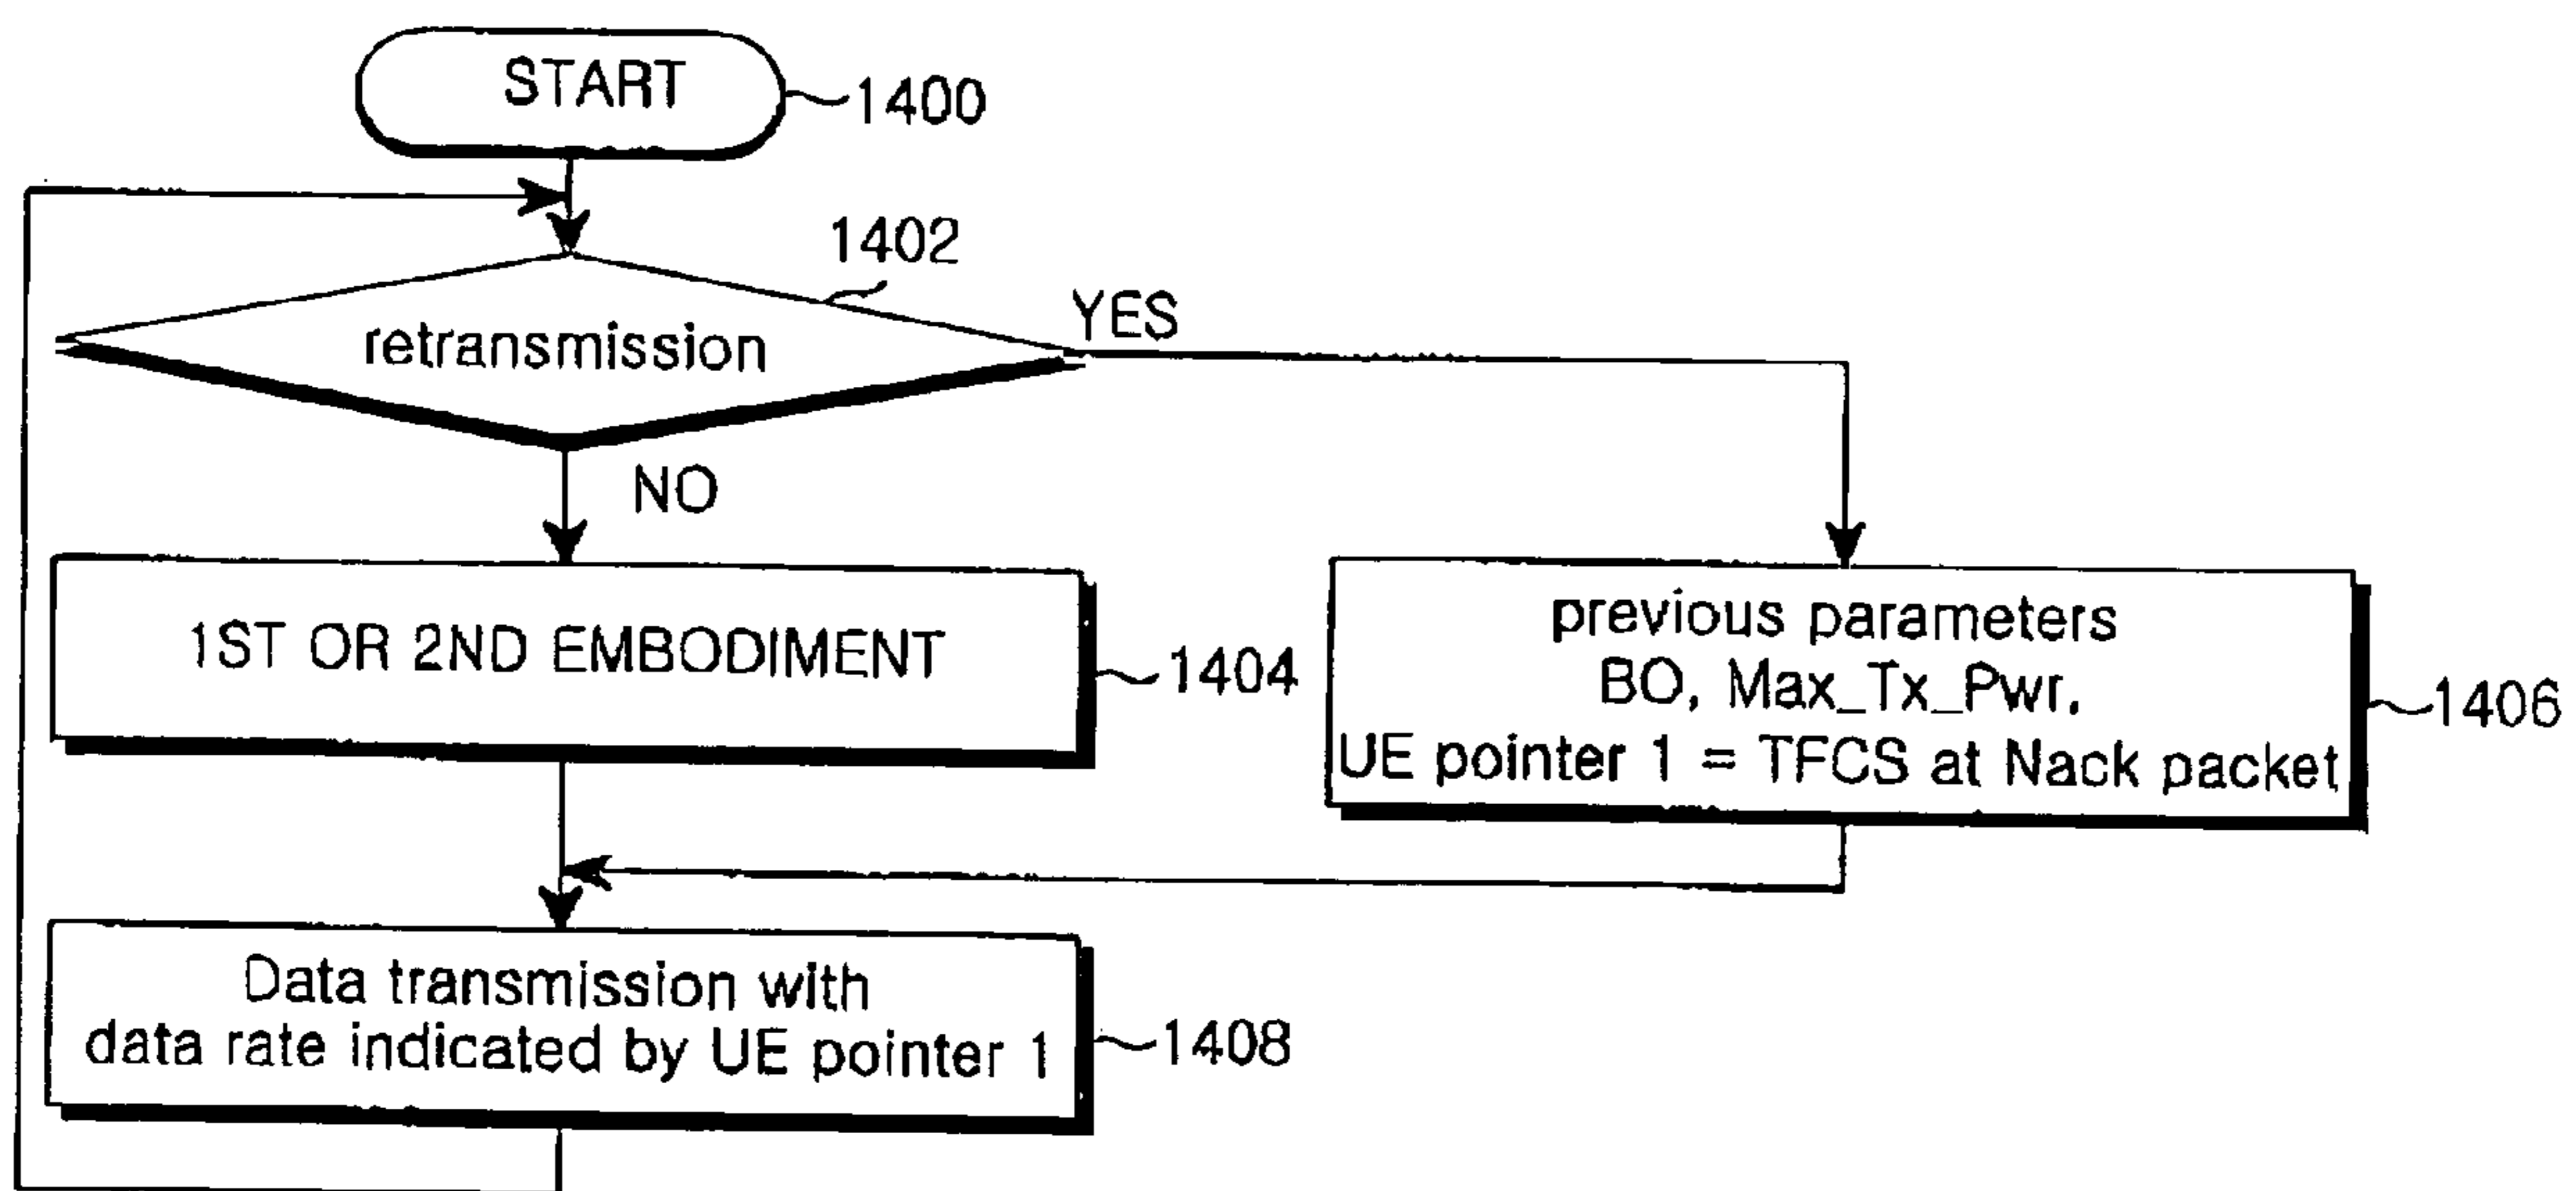 START
1400
1402
retransmission
YES
NO
1ST OR 2ND EMBODIMENT
1404
previous parameters
BO, Max_Tx_Pwr,
UE pointer 1 = TFCS at Nack packet
1406
Data transmission with
data rate indicated by UE pointer 1
1408